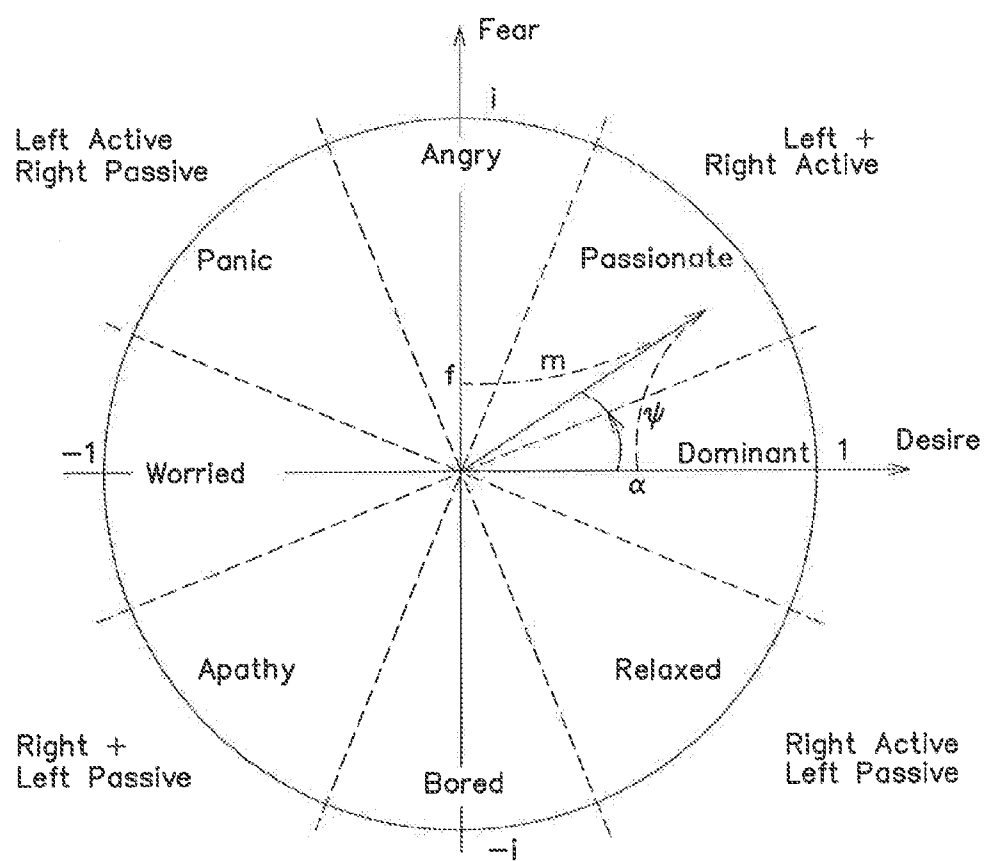 Fear
i
Left Active
Right Passive
Left +
Right Active
Angry
Panic
Passionate
f
m
ψ
-1
Worried
Dominant
1
Desire
α
Apathy
Relaxed
Right +
Left Passive
Right Active
Left Passive
Bored
-i